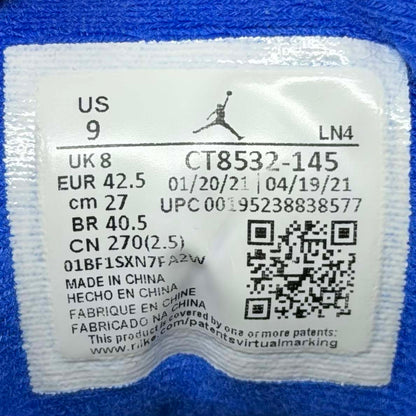 US
9
LN4
UK 8
CT8532-145
EUR 42.5
01/20/21 | 04/19/21
cm 27
UPC 00195238838577
BR 40.5
CN 270(2.5)
01BF1SXN7FA2W
MADE IN CHINA
HECHO EN CHINA
FABRIQUE EN CHINE
FABRICADO NA CHINA
This product is covered by one or more patents:
www.nike.com/patentsvirtualmarking